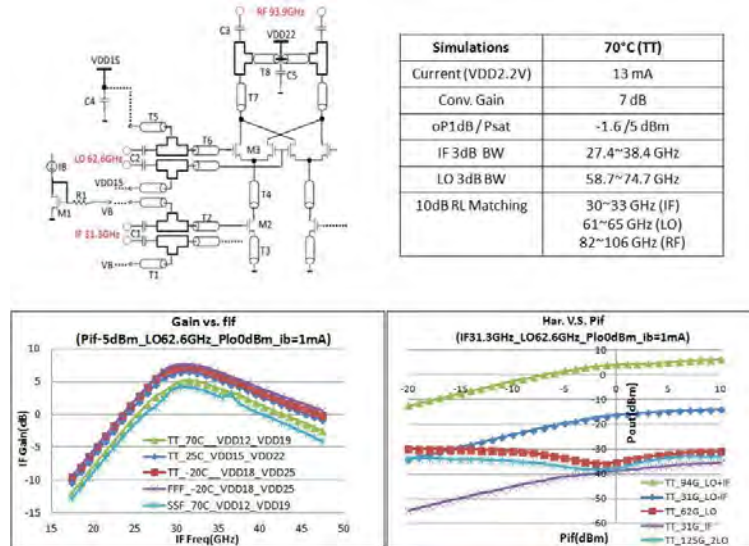 RF 93.9GHz
C3
VDD22
VDD15
T8
C5
C4
T7
T5
T6
LO 62.6GHz
C2
M3
IB
VDD15
R1
VB
T4
M1
T2
IF 31.3GHz
C1
M2
T3
VB
T1
Simulations 70°C (TT)
Current (VDD2.2V) 13 mA
Conv. Gain 7 dB
oP1dB / Psat -1.6 /5 dBm
IF 3dB BW 27.4~38.4 GHz
LO 3dB BW 58.7~74.7 GHz
10dB RL Matching 30~33 GHz (IF)
61~65 GHz (LO)
82~106 GHz (RF)
Gain vs. fif
(Pif-5dBm_LO62.6GHz_Plo0dBm_ib=1mA)
10
5
0
-5
-10
-15
IF Gain(dB)
TT_70C__VDD12_VDD19
TT_25C_VDD15_VDD22
TT_-20C__VDD18_VDD25
FFF_-20C_VDD18_VDD25
SSF_70C_VDD12_VDD19
15 20 25 30 35 40 45 50
IF Freq(GHz)
Har. V.S. Pif
(IF31.3GHz_LO62.6GHz_Plo0dBm_ib=1mA)
10
-20 -15 -10 -5 0 5 10
-10
-20
-30
-40
-50
-60
Pout(dBm)
TT_94G_LO+IF
TT_31G_LO-IF
TT_62G_LO
TT_31G_IF
TT_125G_2LO
Pif(dBm)